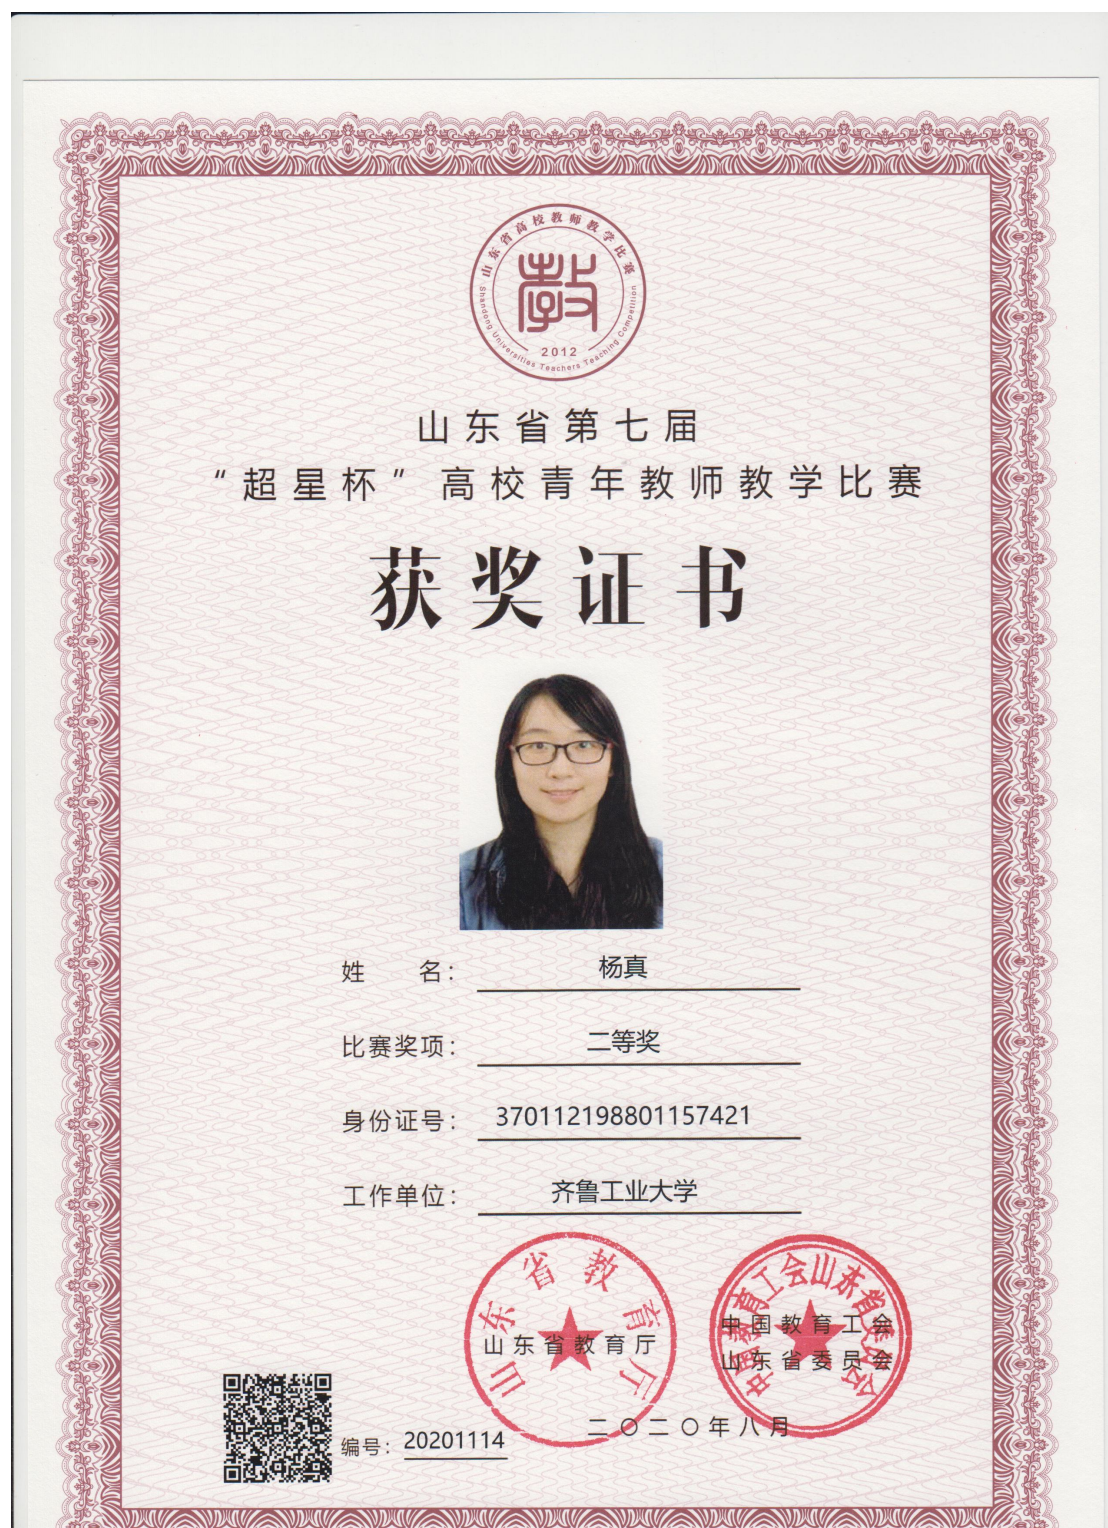 山东省高校教师教学比赛
教
2012
Shandong Universities Teachers Teaching Competition
山东省第七届
“超星杯”高校青年教师教学比赛
获奖证书
姓 名： 杨真
比赛奖项： 二等奖
身份证号： 370112198801157421
工作单位： 齐鲁工业大学
山东省教育厅
山东省教育厅
中国教育工会山东省委员会
中国教育工会
山东省委员会
二〇二〇年八月
编号： 20201114